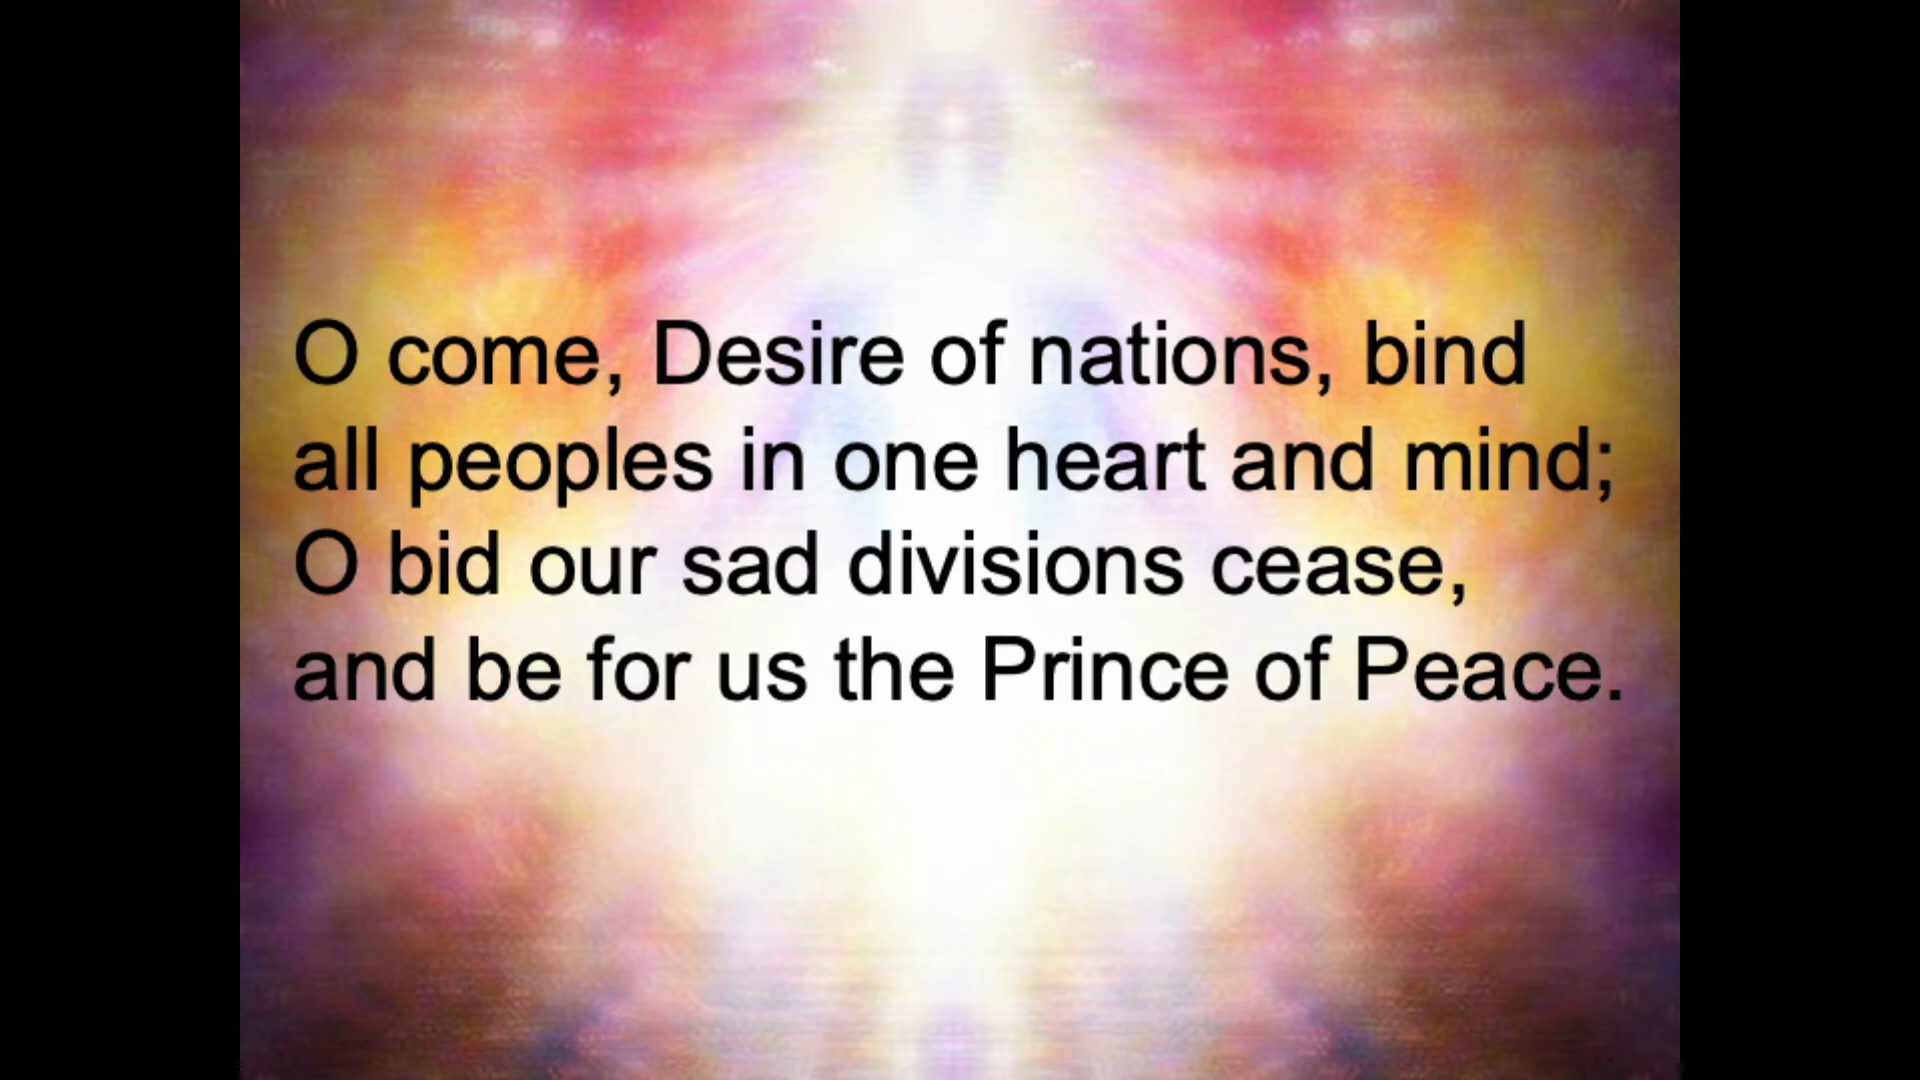 O come, Desire of nations, bind
all peoples in one heart and mind;
O bid our sad divisions cease,
and be for us the Prince of Peace.